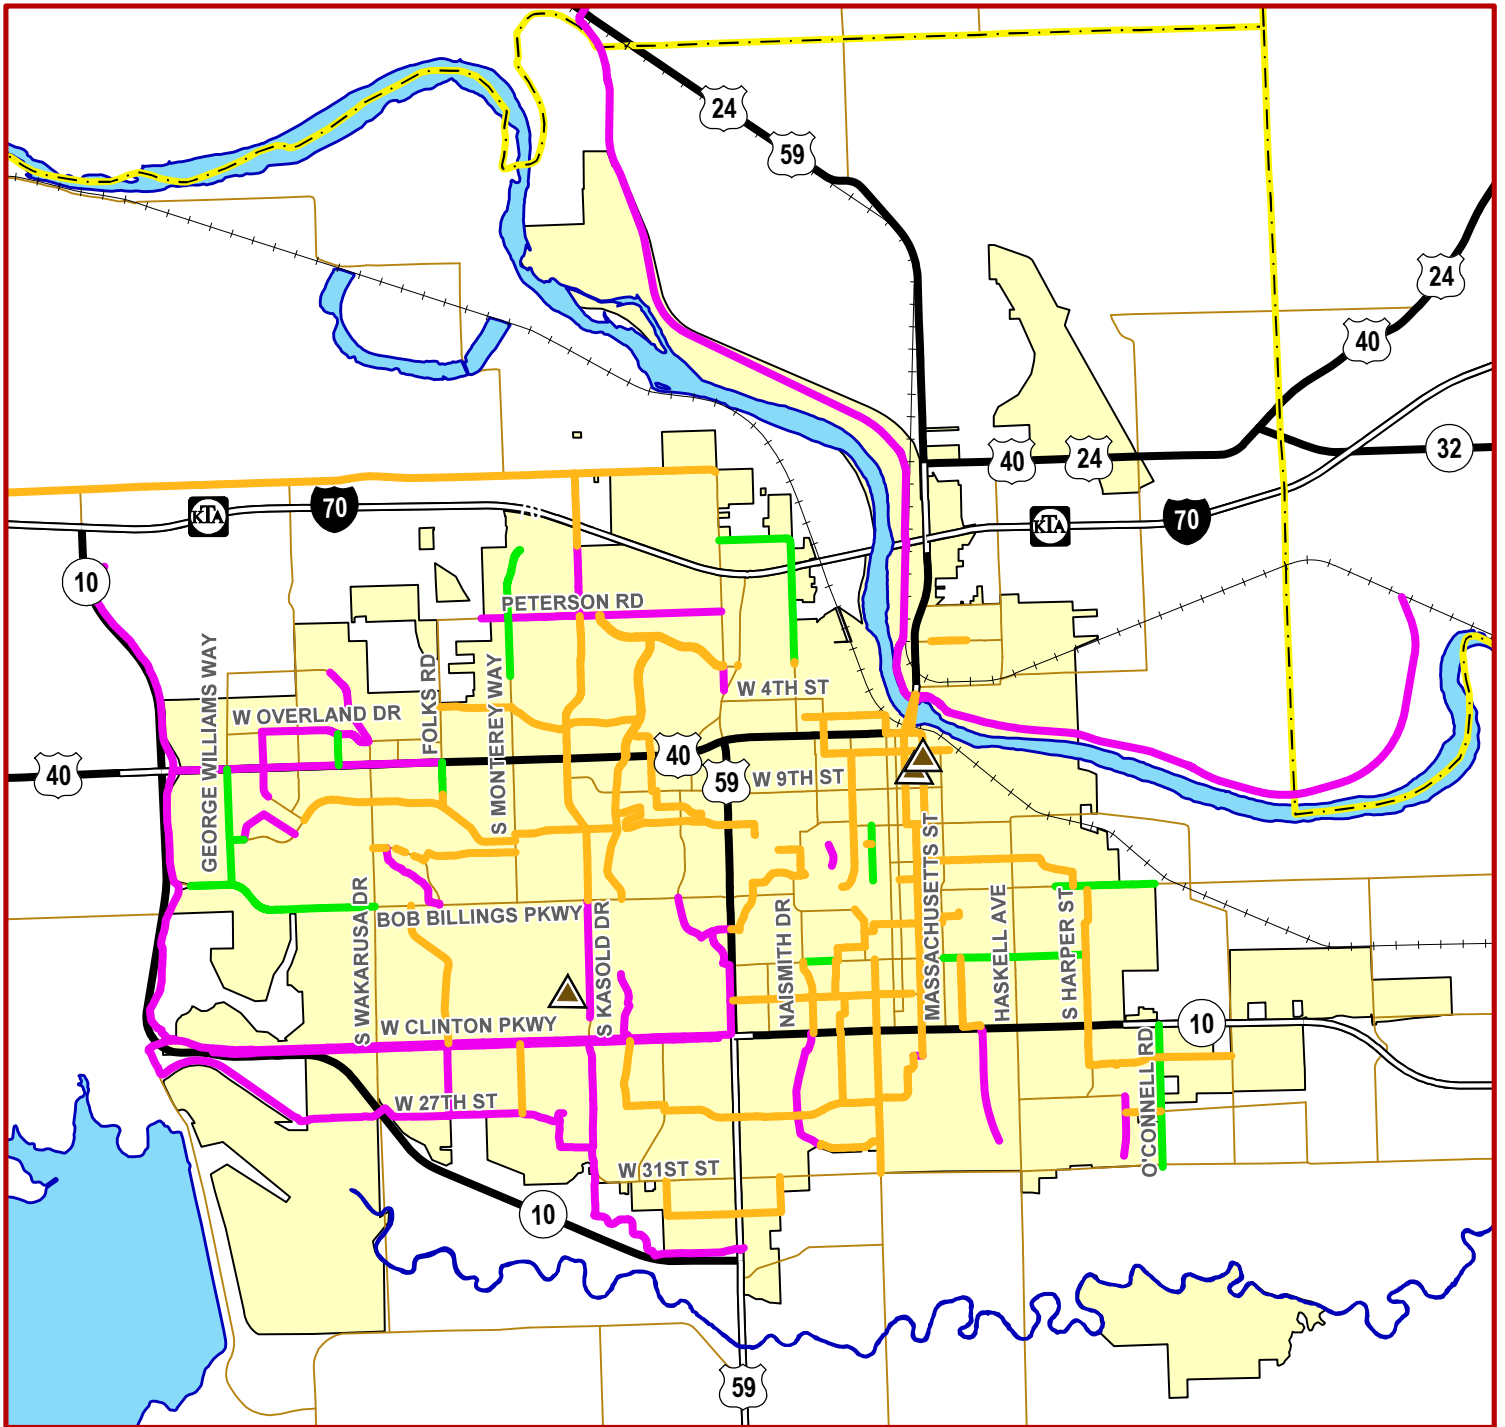 24
59
24
40
40
24
32
KTA
70
70
KTA
70
10
PETERSON RD
GEORGE WILLIAMS WAY
FOLKS RD
S MONTEREY WAY
W 4TH ST
W OVERLAND DR
40
40
59
W 9TH ST
MASSACHUSETTS ST
S WAKARUSA DR
BOB BILLINGS PKWY
S KASOLD DR
NAISMITH DR
HASKELL AVE
S HARPER ST
W CLINTON PKWY
10
O'CONNELL RD
W 27TH ST
W 31ST ST
10
59